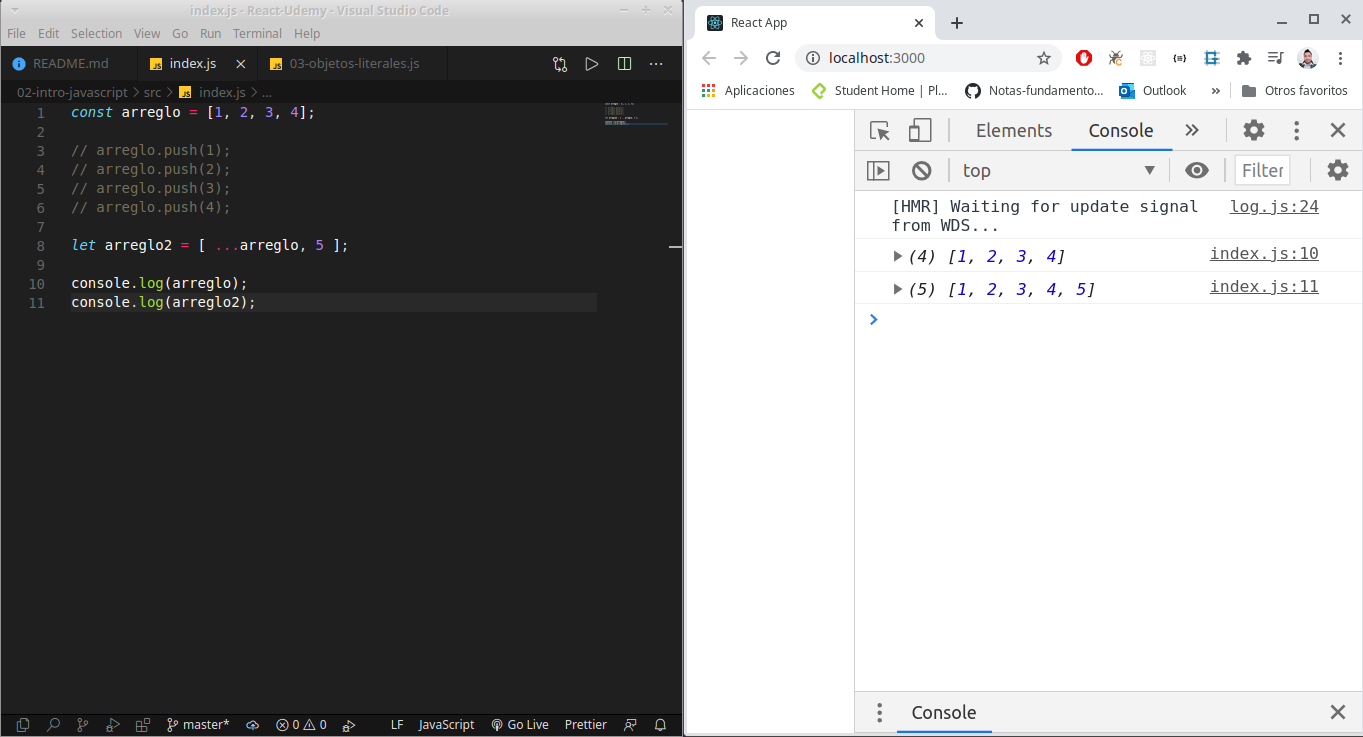 index.js - React-Udemy - Visual Studio Code
File Edit Selection View Go Run Terminal Help
README.md index.js 03-objetos-literales.js
02-intro-javascript > src > index.js > ...
1 const arreglo = [1, 2, 3, 4];
2
3 // arreglo.push(1);
4 // arreglo.push(2);
5 // arreglo.push(3);
6 // arreglo.push(4);
7
8 let arreglo2 = [ ...arreglo, 5 ];
9
10 console.log(arreglo);
11 console.log(arreglo2);
master* 0 0 LF JavaScript Go Live Prettier
React App
localhost:3000
Aplicaciones Student Home | Pl... Notas-fundamento... Outlook » Otros favoritos
Elements Console »
top Filter
[HMR] Waiting for update signal log.js:24
from WDS...
(4) [1, 2, 3, 4] index.js:10
(5) [1, 2, 3, 4, 5] index.js:11
Console